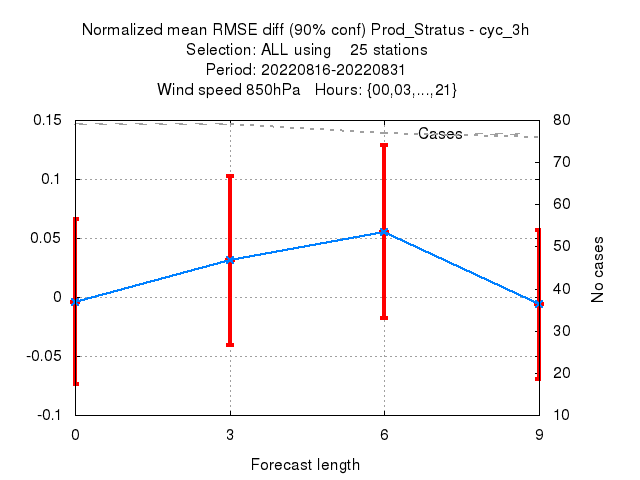 Normalized mean RMSE diff (90% conf) Prod_Stratus - cyc_3h
Selection: ALL using    25 stations
Period: 20220816-20220831
Wind speed 850hPa   Hours: {00,03,...,21}
0.15
0.1
0.05
0
-0.05
-0.1
Cases
80
70
60
50
40
30
20
10
No cases
0 3 6 9
Forecast length